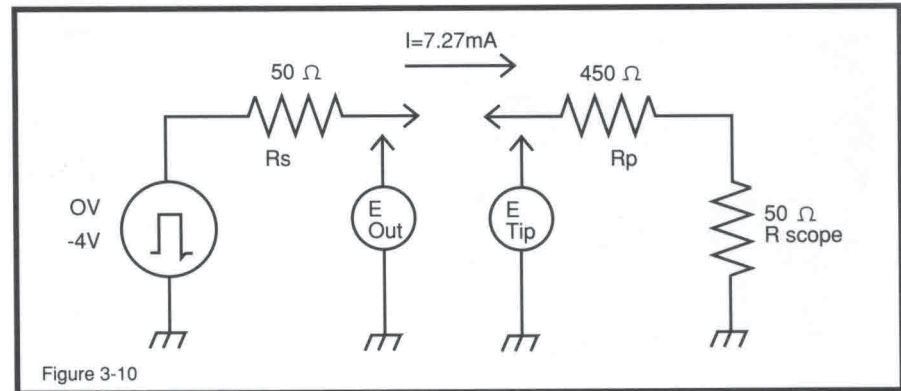 I=7.27mA
50 Ω
450 Ω
Rs
Rp
OV
-4V
E
Out
E
Tip
50 Ω
R scope
Figure 3-10